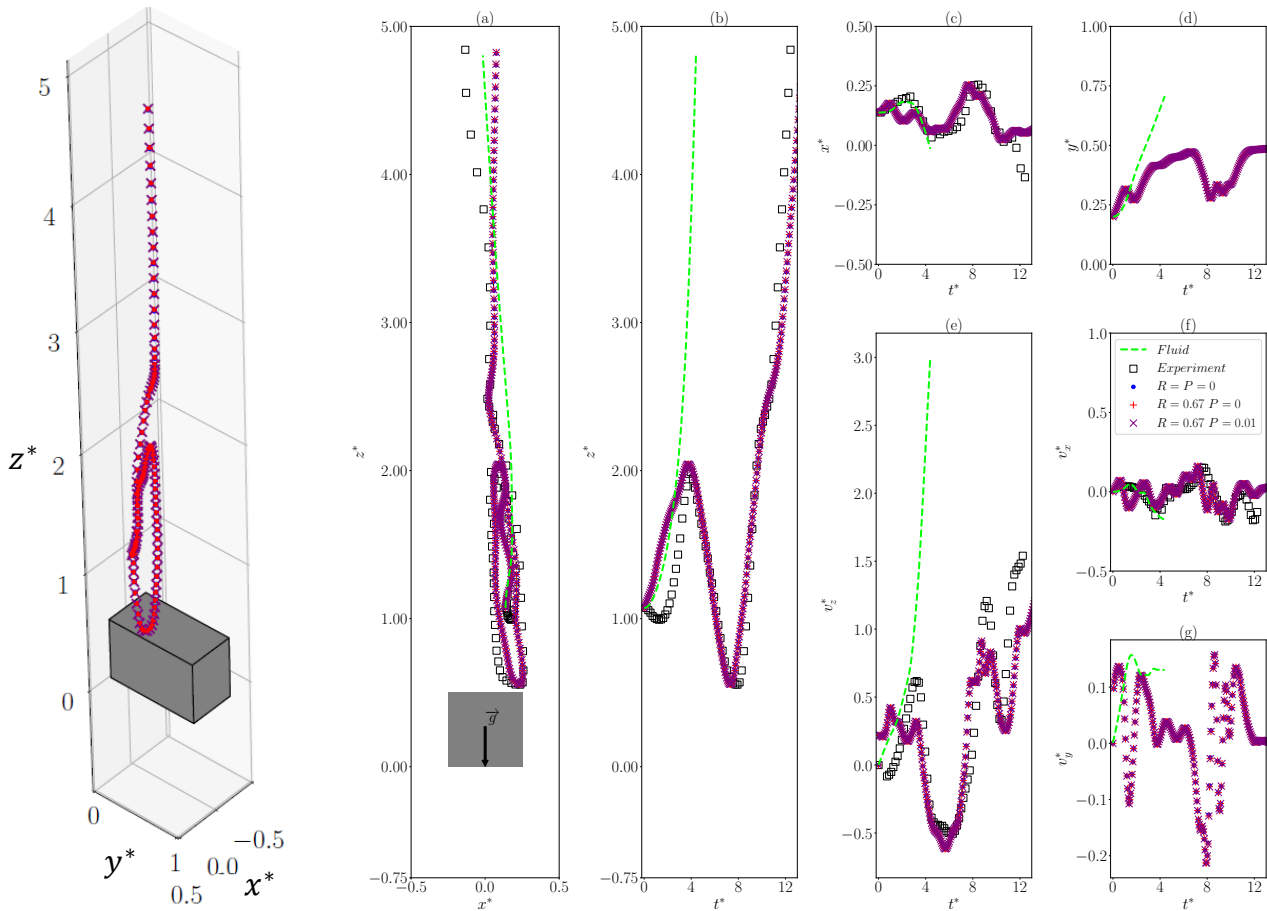 5
4
3
z*
2
1
0
0
y*
1
0.5
0.0
−0.5
x*
(a)
5.00
4.00
3.00
z*
2.00
1.00
0.00
−0.75
−0.5
0.0
0.5
x*
g
(b)
5.00
4.00
3.00
z*
2.00
1.00
0.00
−0.75
0
4
8
12
t*
(c)
0.50
0.25
x*
0.00
−0.25
−0.50
0
4
8
12
t*
(d)
1.00
0.75
y*
0.50
0.25
0.00
0
4
8
12
t*
(e)
3.0
2.5
2.0
1.5
v*z
1.0
0.5
0.0
−0.5
0
4
8
12
t*
(f)
1.0
Fluid
Experiment
R = P = 0
R = 0.67 P = 0
R = 0.67 P = 0.01
0.5
v*x
0.0
−0.5
0
4
8
12
t*
(g)
0.1
0.0
v*y
−0.1
−0.2
0
4
8
12
t*